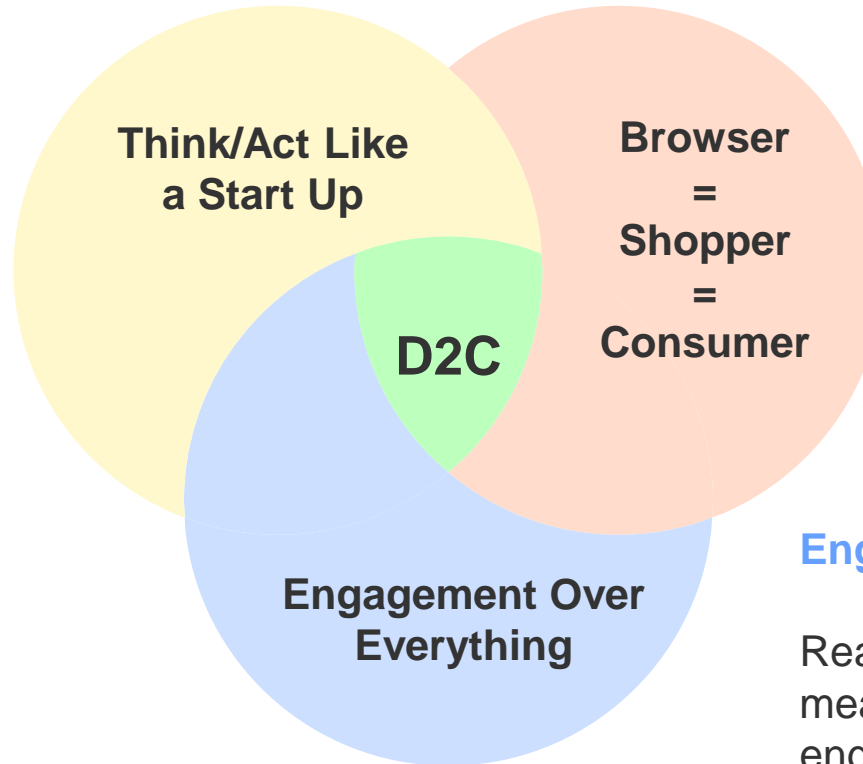 Think/Act Like
a Start Up
Browser
=
Shopper
=
Consumer
D2C
Engagement Over
Everything